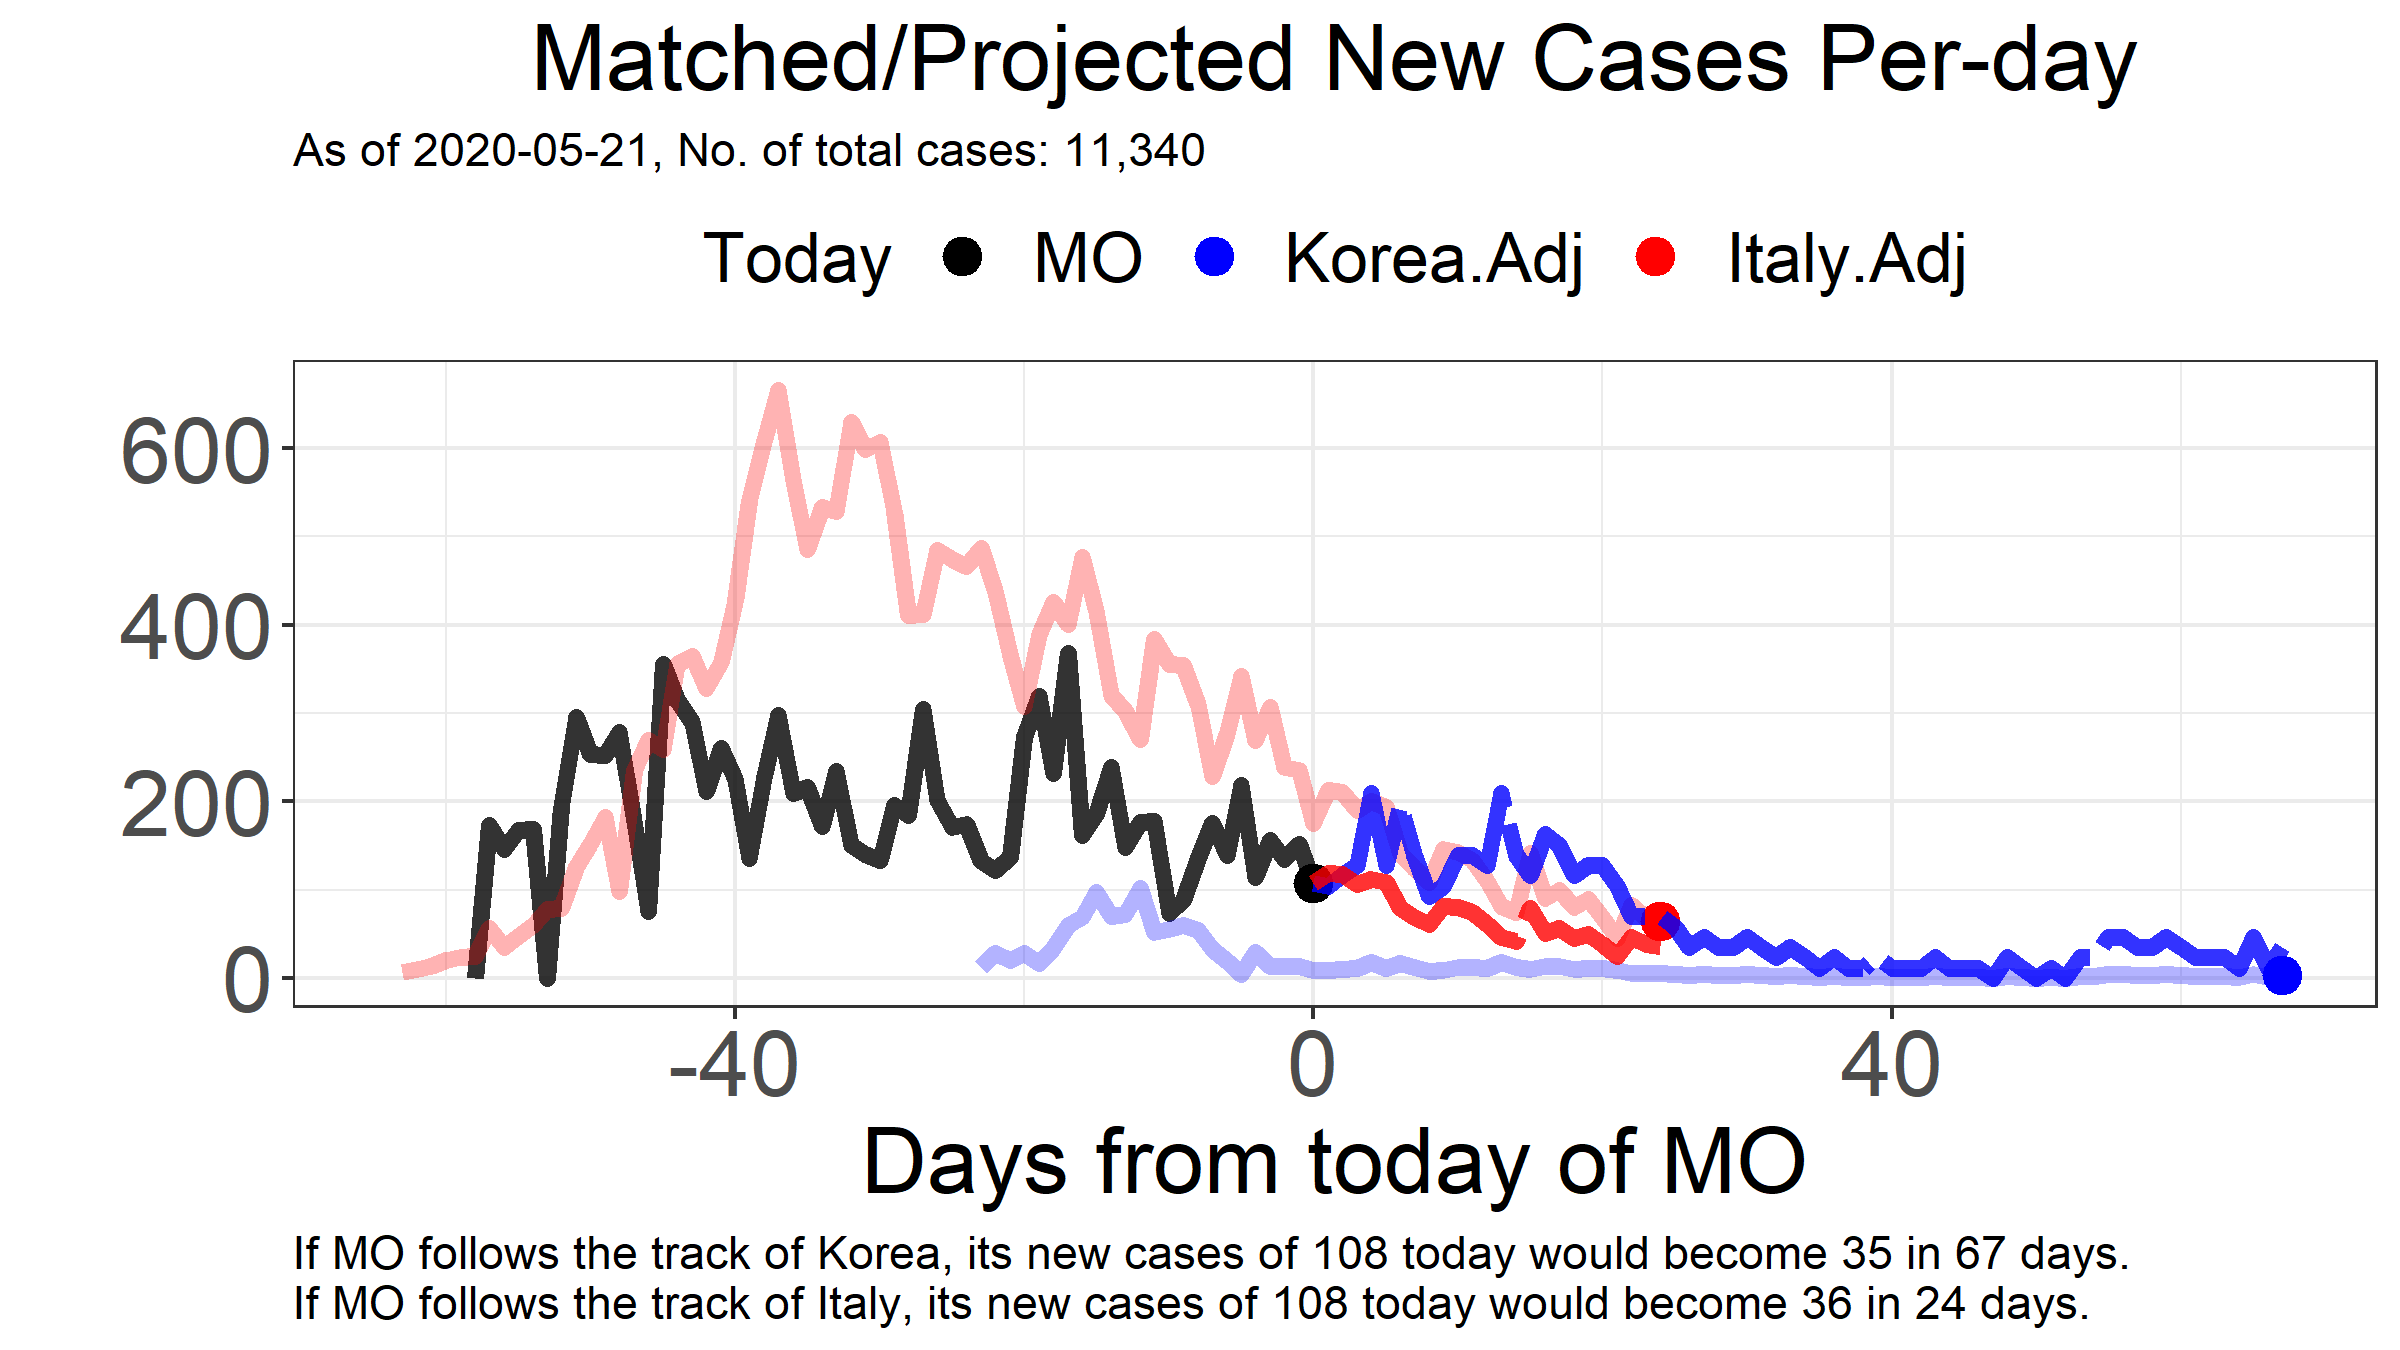 Matched/Projected New Cases Per-day
As of 2020-05-21, No. of total cases: 11,340
Today MO Korea.Adj Italy.Adj
600
400
200
0
-40 0 40
Days from today of MO
If MO follows the track of Korea, its new cases of 108 today would become 35 in 67 days.
If MO follows the track of Italy, its new cases of 108 today would become 36 in 24 days.